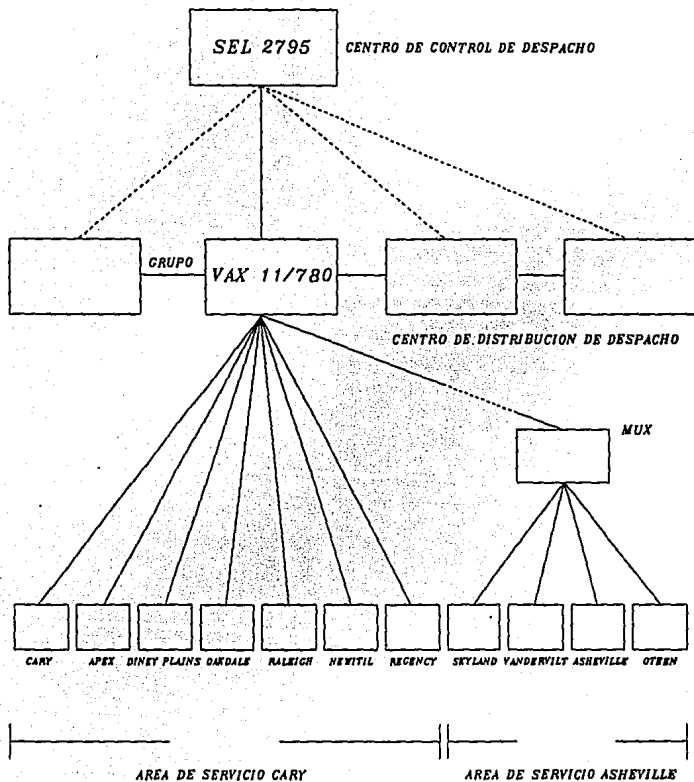 SEL 2795
CENTRO DE CONTROL DE DESPACHO
GRUPO
VAX 11/780
CENTRO DE DISTRIBUCION DE DESPACHO
MUX
CARY APEX DINEY PLAINS OAKDALE RALEIGH NEWITIL REGENCY SKYLAND VANDERVILT ASHEVILLE OTEEN
AREA DE SERVICIO CARY AREA DE SERVICIO ASHEVILLE